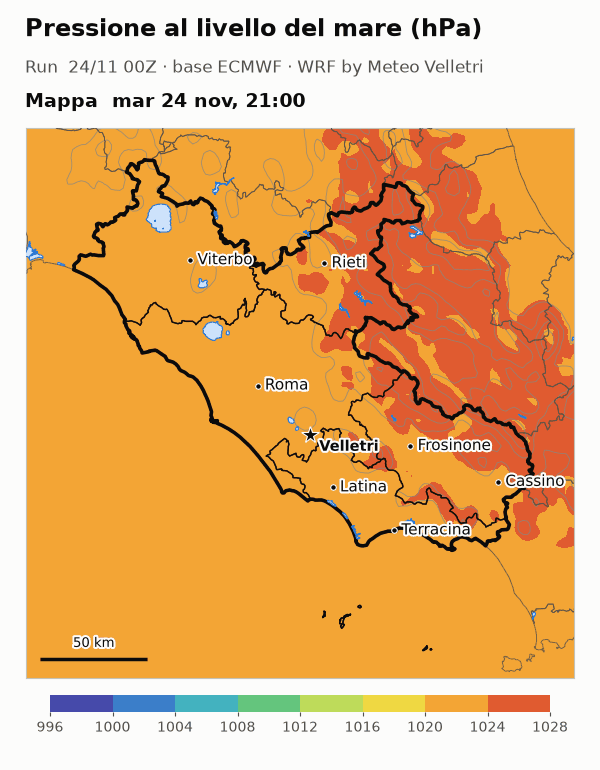 Pressione al livello del mare (hPa)
Run 24/11 00Z · base ECMWF · WRF by Meteo Velletri
Mappa mar 24 nov, 21:00
Viterbo
Rieti
Roma
Velletri
Frosinone
Latina
Cassino
Terracina
50 km
996 1000 1004 1008 1012 1016 1020 1024 1028